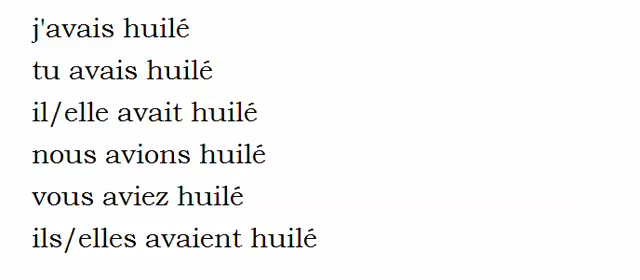 j'avais huilé
tu avais huilé
il/elle avait huilé
nous avions huilé
vous aviez huilé
ils/elles avaient huilé